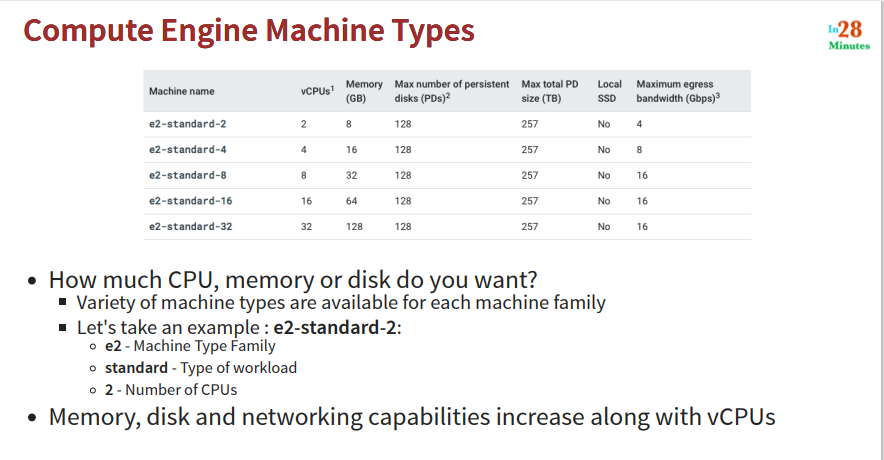 Compute Engine Machine Types
In28
Minutes
Machine name vCPUs1 Memory (GB) Max number of persistent disks (PDs)2 Max total PD size (TB) Local SSD Maximum egress bandwidth (Gbps)3
e2-standard-2 2 8 128 257 No 4
e2-standard-4 4 16 128 257 No 8
e2-standard-8 8 32 128 257 No 16
e2-standard-16 16 64 128 257 No 16
e2-standard-32 32 128 128 257 No 16
• How much CPU, memory or disk do you want?
▪ Variety of machine types are available for each machine family
▪ Let's take an example : e2-standard-2:
○ e2 - Machine Type Family
○ standard - Type of workload
○ 2 - Number of CPUs
• Memory, disk and networking capabilities increase along with vCPUs